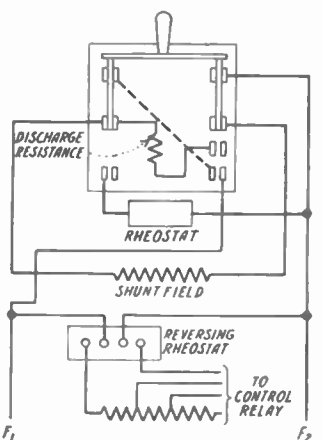 DISCHARGE
RESISTANCE
RHEOSTAT
SHUNT FIELD
REVERSING
RHEOSTAT
TO
CONTROL
RELAY
F1
F2